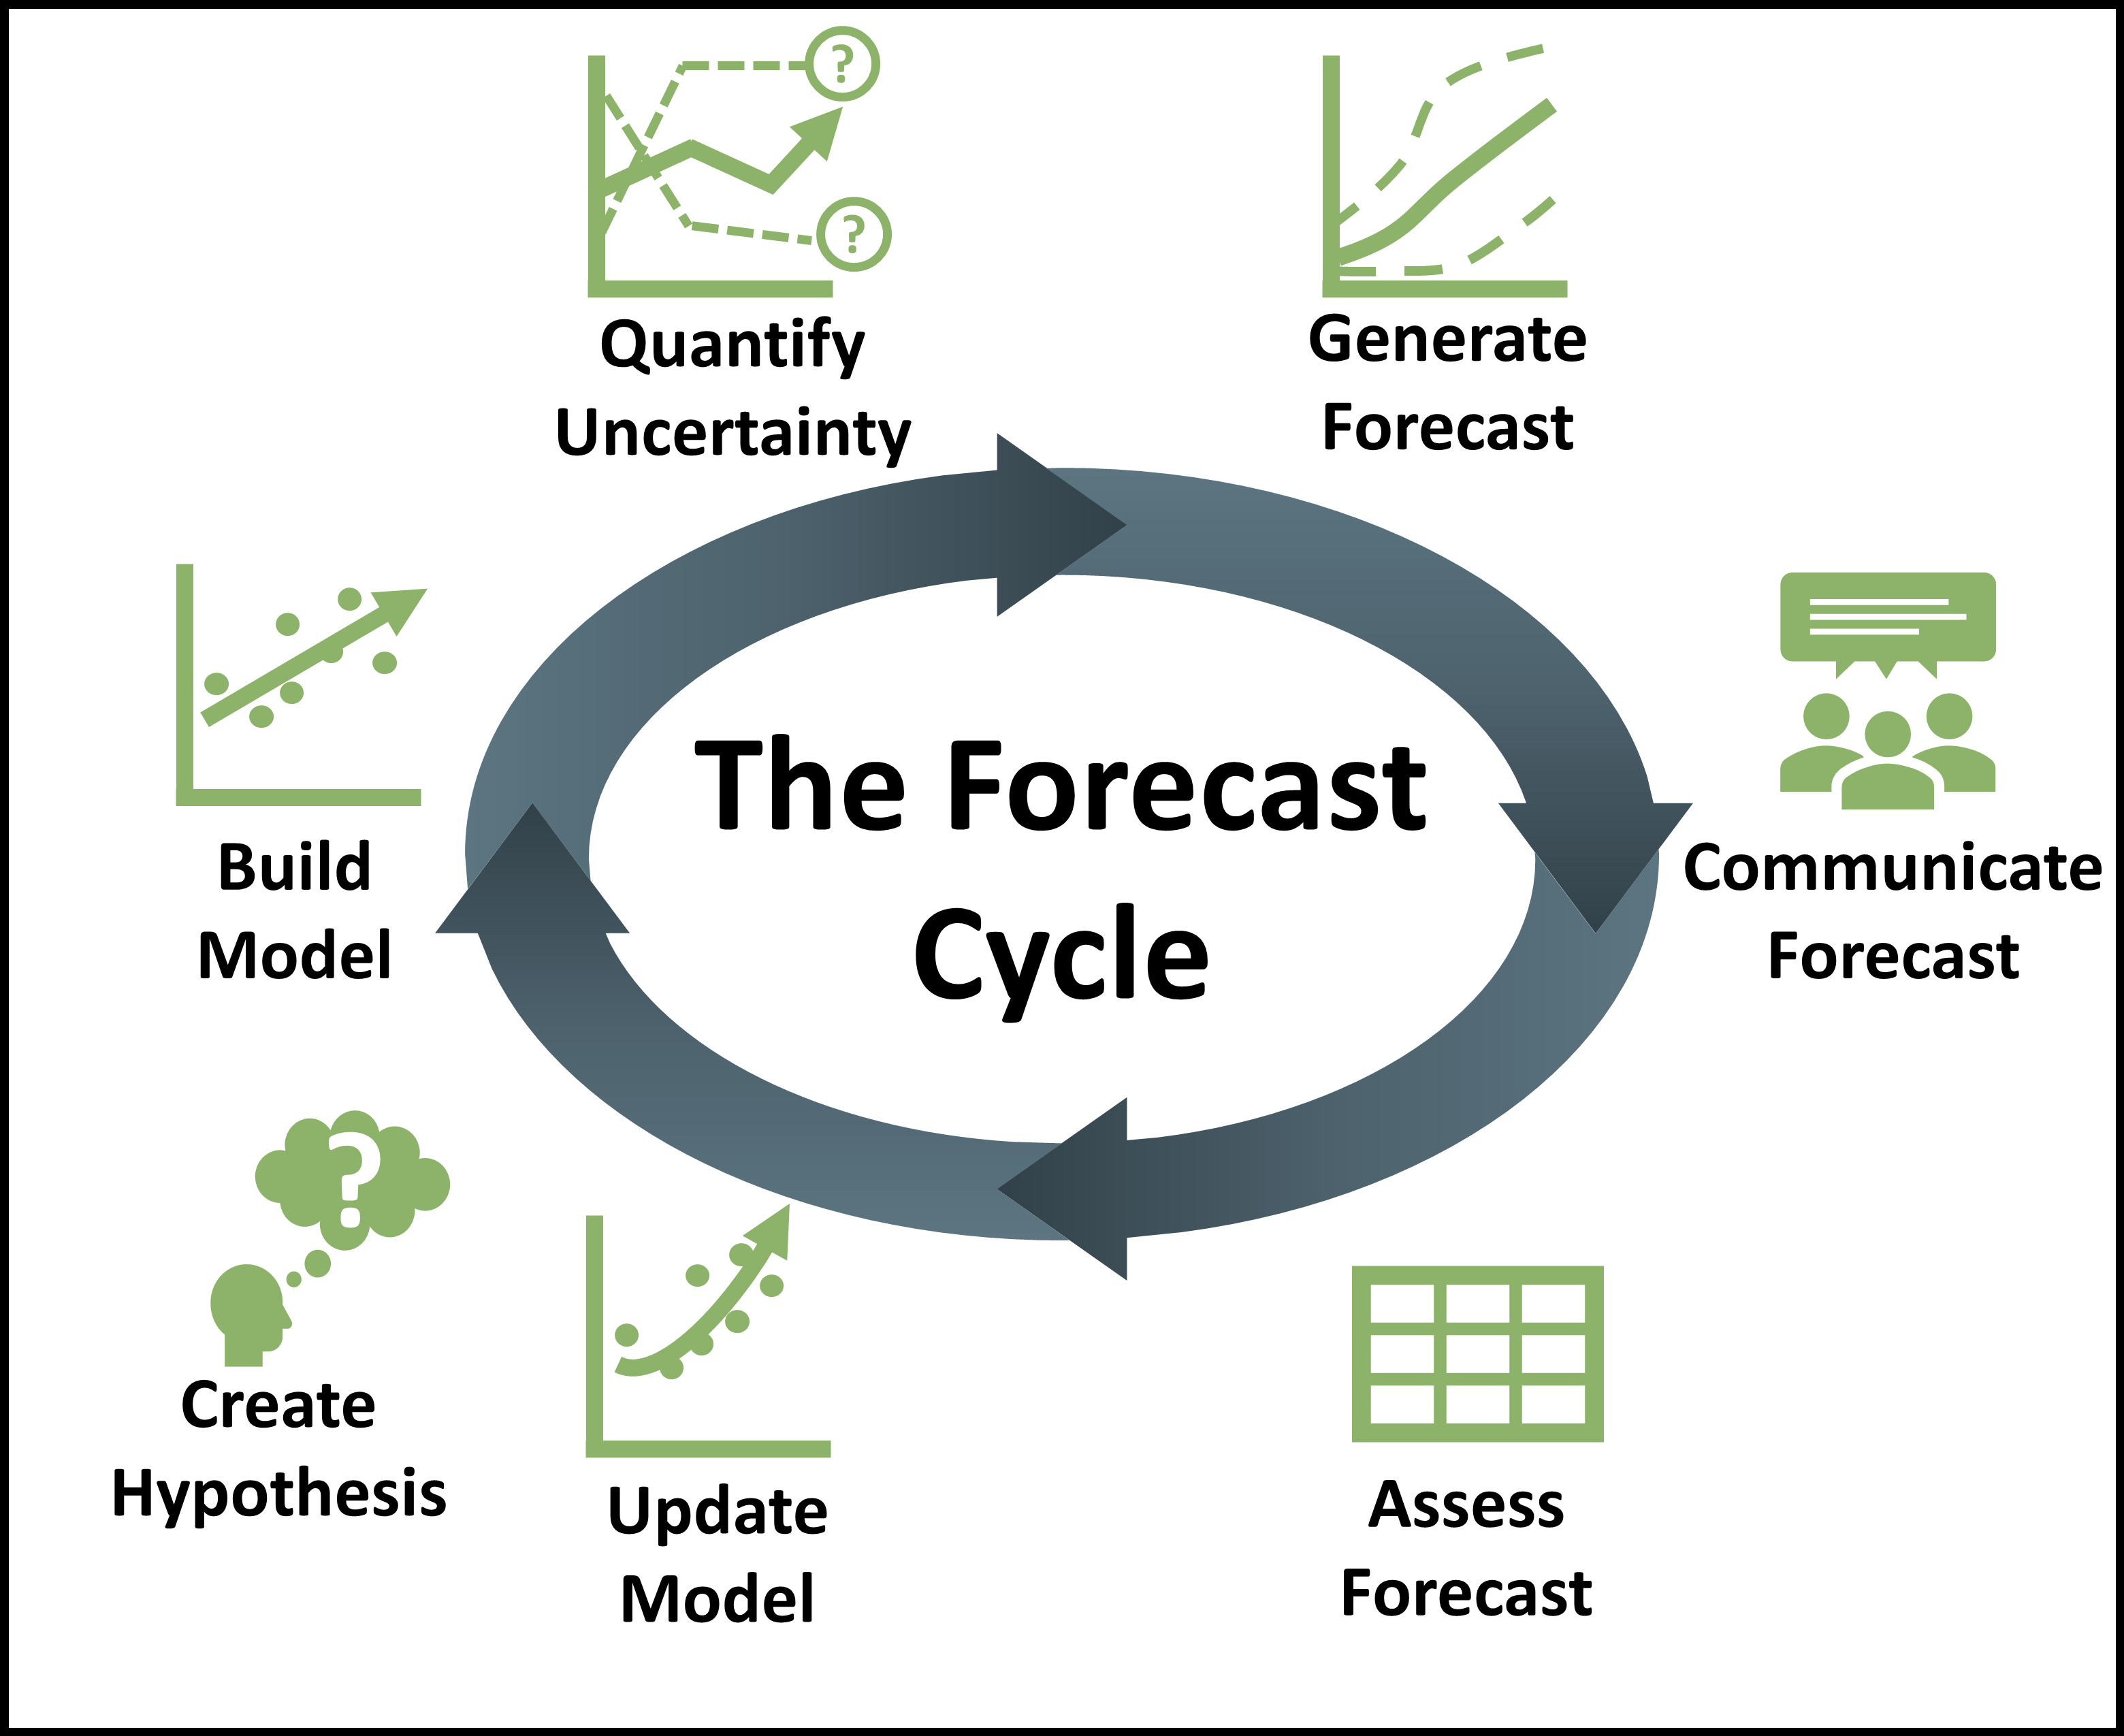 ?
?
Quantify
Uncertainty
Generate
Forecast
The Forecast
Cycle
Build
Model
Communicate
Forecast
?
Create
Hypothesis
Update
Model
Assess
Forecast